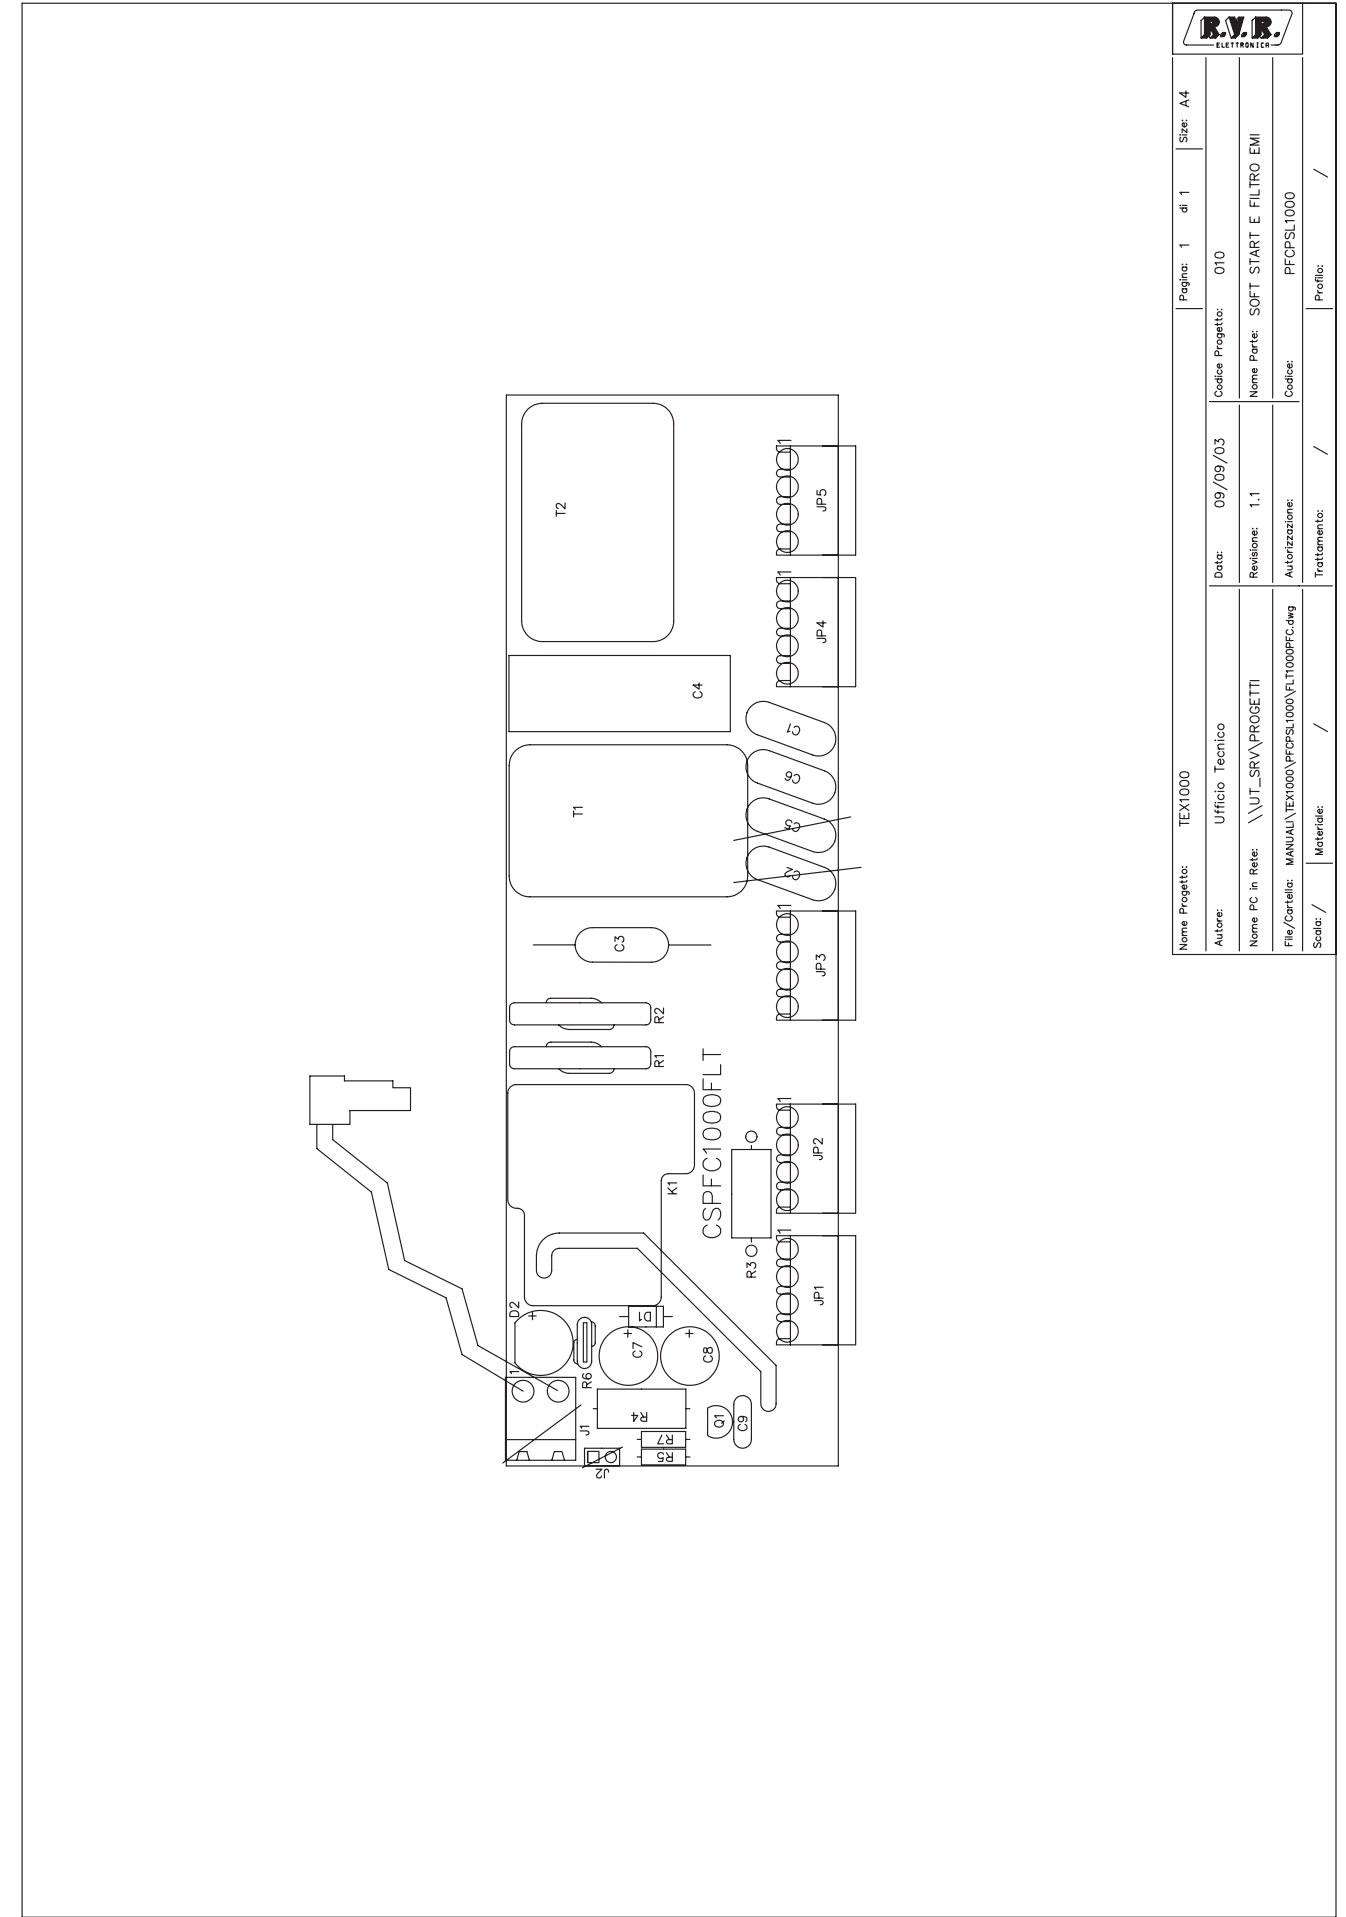 R.V.R.
ELETTRONICA
Nome Progetto: TEX1000
Pagina: 1 di 1
Size: A4
Autore: Ufficio Tecnico
Data: 09/09/03
Codice Progetto: 010
Nome PC in Rete: \\UT_SRV\PROGETTI
Revisione: 1.1
Nome Parte: SOFT START E FILTRO EMI
File/Cartella: MANUALI\TEX1000\PFCPSL1000\FLT1000PFC.dwg
Autorizzazione:
Codice: PFCPSL1000
Scala: /
Materiale: /
Trattamento: /
Profilo: /
T2
1
JP5
1
JP4
C4
C1
C6
T1
C5
C2
C3
1
JP3
R2
R1
CSPFC1000FLT
1
JP2
K1
R3
1
JP1
D2
+
D1
+
C7
+
C8
R6
1
J1
R4
Q1
C9
R7
R5
J2